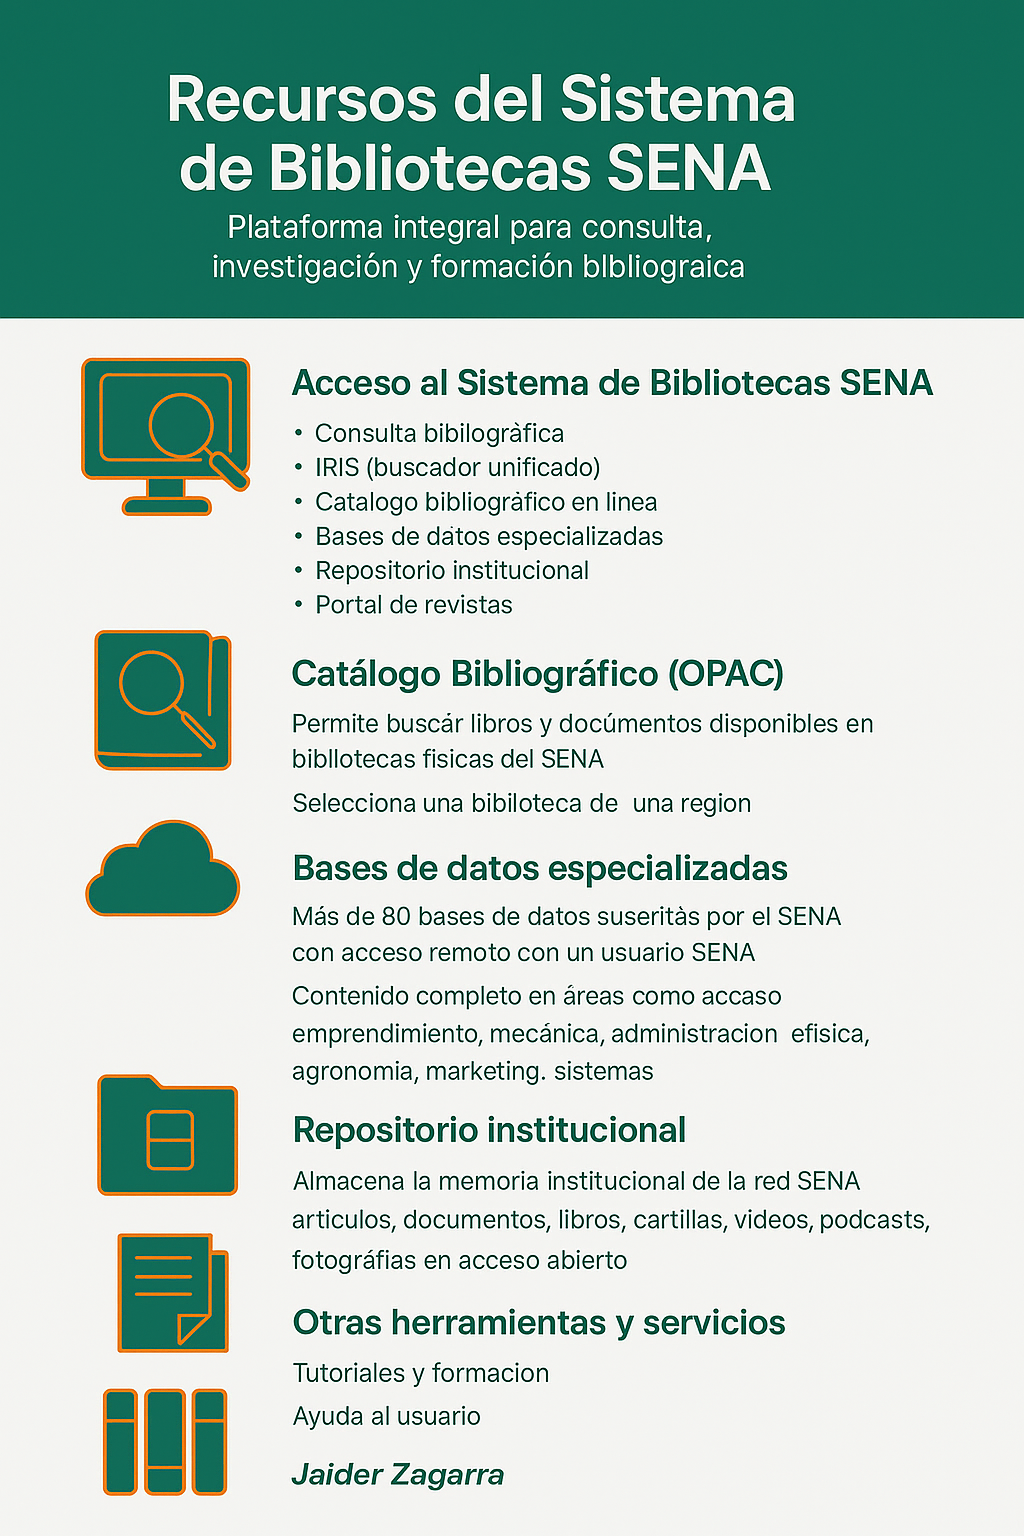 Recursos del Sistema
de Bibliotecas SENA
Plataforma integral para consulta,
investigación y formación blbliograica
Acceso al Sistema de Bibliotecas SENA
• Consulta bibilogràfica
• IRIS (buscador unificado)
• Catalogo bibliogràfico en linea
• Bases de datos especializadas
• Repositorio institucional
• Portal de revistas
Catálogo Bibliográfico (OPAC)
Permite buscár libros y docúmentos disponibles en
bibllotecas fisicas del SENA
Selecciona una bibiloteca de una region
Bases de datos especializadas
Más de 80 bases de datos suseritàs por el SENA
con acceso remoto con un usuario SENA
Contenido completo en áreas como accaso
emprendimiento, mecánica, administracion efisica,
agronomia, marketing. sistemas
Repositorio institucional
Almacena la memoria institucional de la red SENA
articulos, documentos, libros, cartillas, videos, podcasts,
fotográfias en acceso abierto
Otras herramientas y servicios
Tutoriales y formacion
Ayuda al usuario
Jaider Zagarra